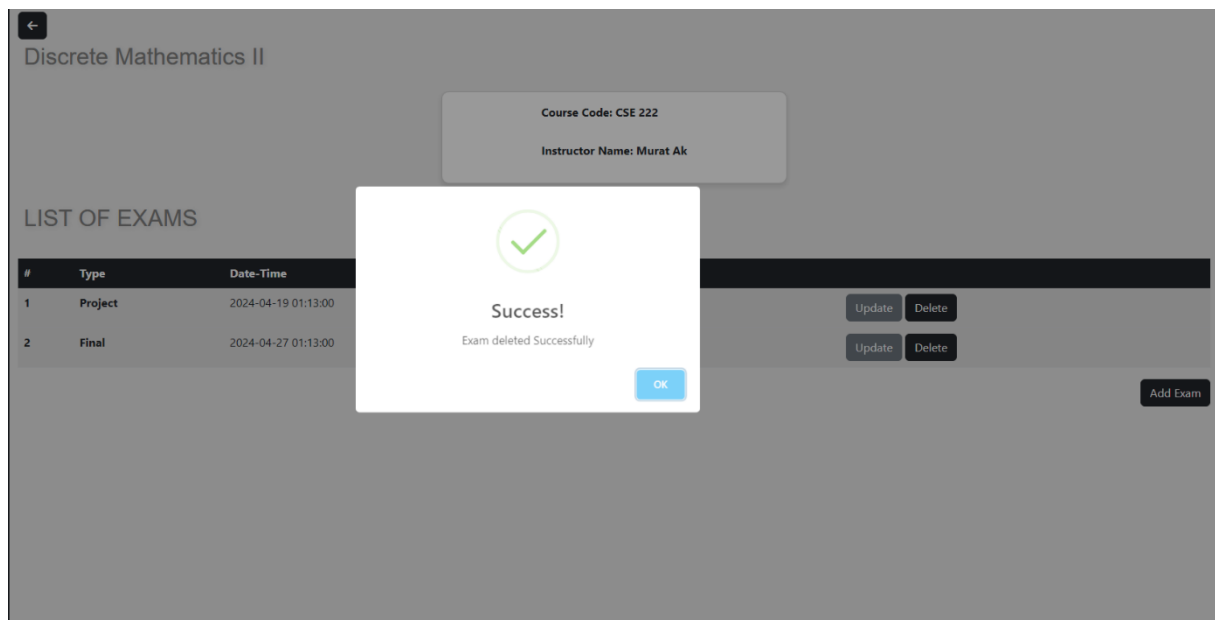 Discrete Mathematics II
Course Code: CSE 222
Instructor Name: Murat Ak
LIST OF EXAMS
# Type Date-Time
1 Project 2024-04-19 01:13:00 Update Delete
2 Final 2024-04-27 01:13:00 Update Delete
Success!
Exam deleted Successfully
OK
Add Exam